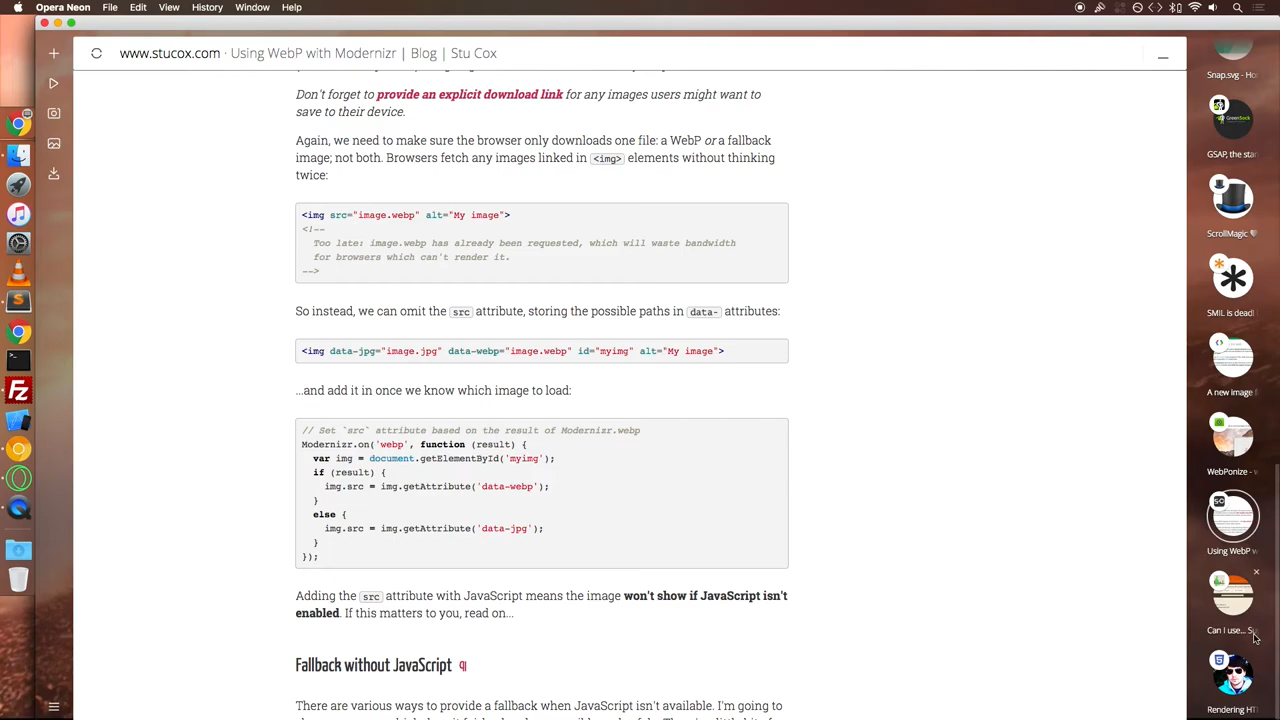 Opera Neon File Edit View History Window Help
www.stucox.com · Using WebP with Modernizr | Blog | Stu Cox
Don't forget to provide an explicit download link for any images users might want to
save to their device.
Again, we need to make sure the browser only downloads one file: a WebP or a fallback
image; not both. Browsers fetch any images linked in <img> elements without thinking
twice:
<img src="image.webp" alt="My image">
<!--
Too late: image.webp has already been requested, which will waste bandwidth
for browsers which can't render it.
-->
So instead, we can omit the src attribute, storing the possible paths in data- attributes:
<img data-jpg="image.jpg" data-webp="image.webp" id="myimg" alt="My image">
...and add it in once we know which image to load:
// Set `src` attribute based on the result of Modernizr.webp
Modernizr.on('webp', function (result) {
var img = document.getElementById('myimg');
if (result) {
img.src = img.getAttribute('data-webp');
}
else {
img.src = img.getAttribute('data-jpg');
}
});
Adding the src attribute with JavaScript means the image won't show if JavaScript isn't
enabled. If this matters to you, read on...
Fallback without JavaScript ¶
There are various ways to provide a fallback when JavaScript isn't available. I'm going to
Snap.svg - Ho
GreenSock
GSAP, the star
ScrollMagic
SMIL is dead!
A new image f
WebPonize - w
SC
Using WebP w
Can I use... Su
Rendering HT